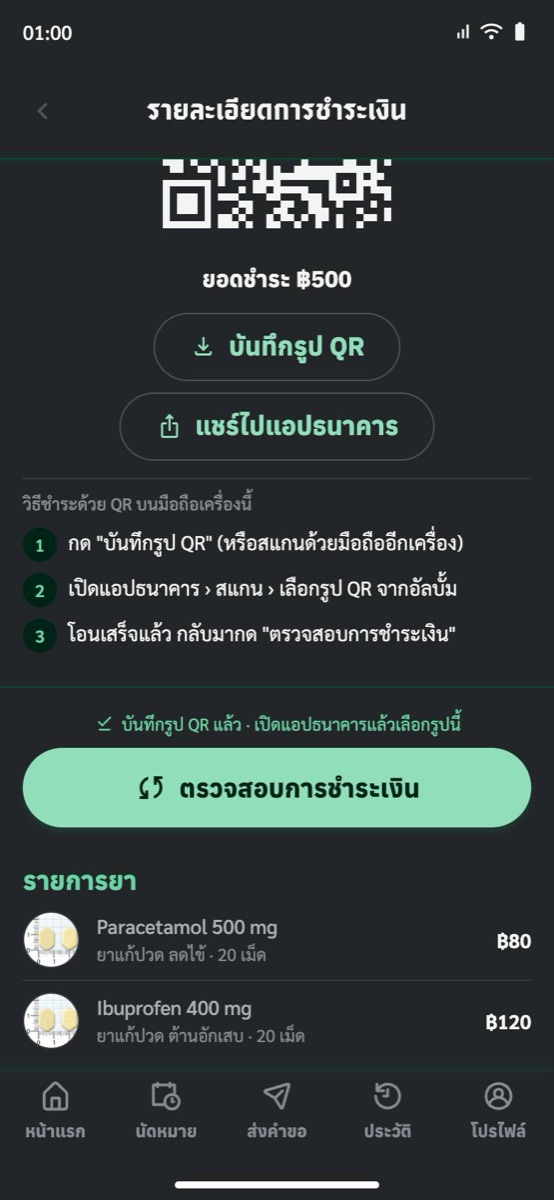 01:00
รายละเอียดการชำระเงิน
ยอดชำระ ฿500
บันทึกรูป QR
แชร์ไปแอปธนาคาร
วิธีชำระด้วย QR บนมือถือเครื่องนี้
1 กด "บันทึกรูป QR" (หรือสแกนด้วยมือถืออีกเครื่อง)
2 เปิดแอปธนาคาร › สแกน › เลือกรูป QR จากอัลบั้ม
3 โอนเสร็จแล้ว กลับมากด "ตรวจสอบการชำระเงิน"
บันทึกรูป QR แล้ว · เปิดแอปธนาคารแล้วเลือกรูปนี้
ตรวจสอบการชำระเงิน
รายการยา
Paracetamol 500 mg
ยาแก้ปวด ลดไข้ · 20 เม็ด
฿80
Ibuprofen 400 mg
ยาแก้ปวด ต้านอักเสบ · 20 เม็ด
฿120
หน้าแรก นัดหมาย ส่งคำขอ ประวัติ โปรไฟล์